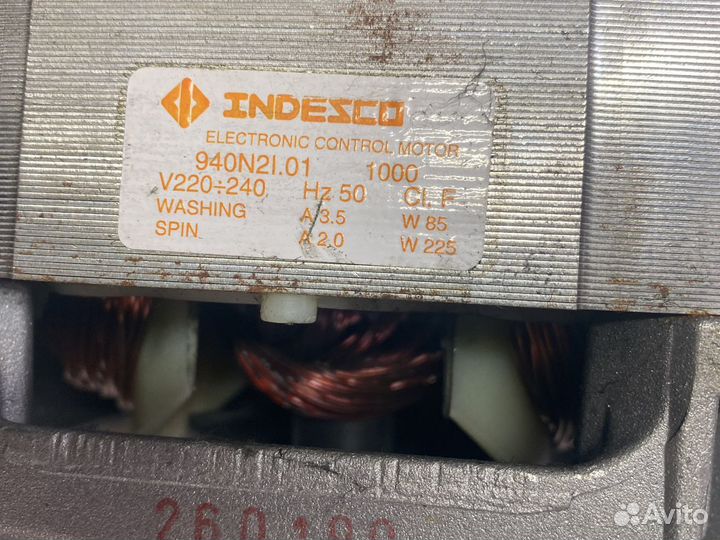 INDESCO
ELECTRONIC CONTROL MOTOR
940N2I.01 1000
V220÷240 Hz 50 Cl. F
WASHING A 3.5 W 85
SPIN A 2.0 W 225
Avito